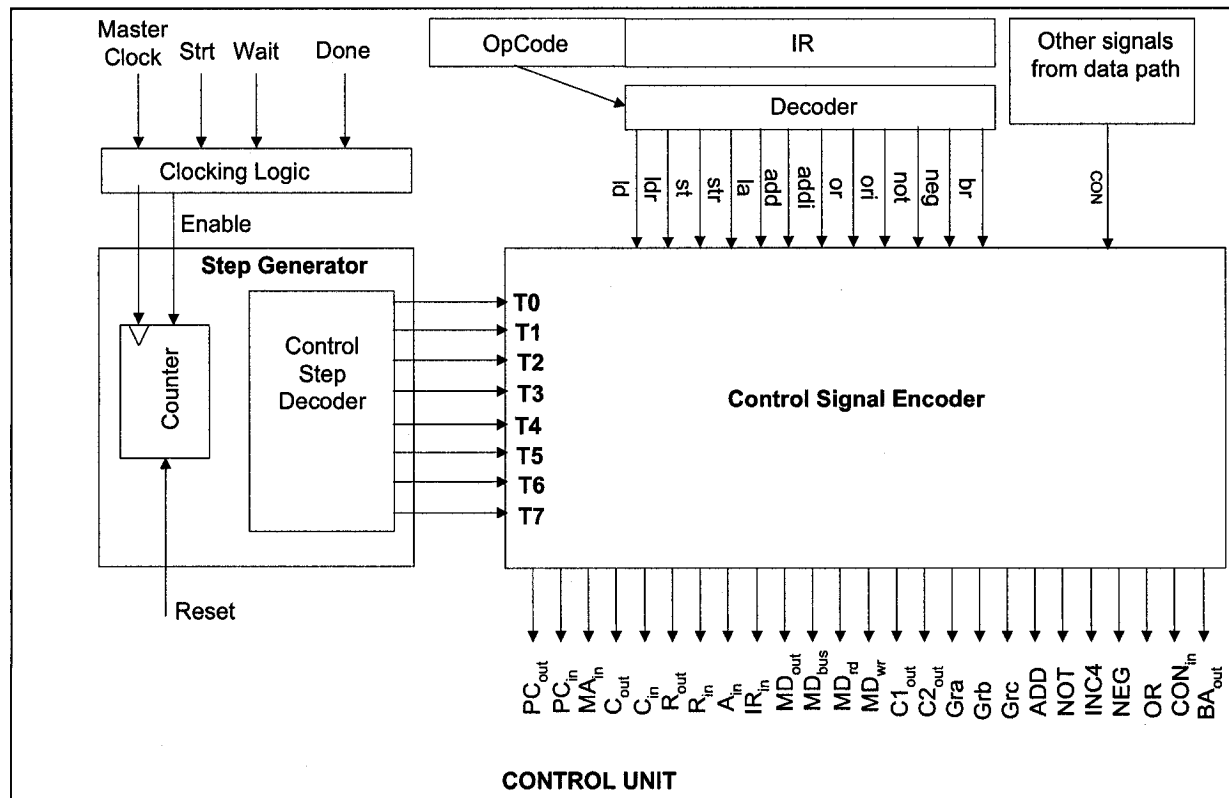 Master
Clock
Strt
Wait
Done
OpCode
IR
Other signals
from data path
Decoder
Clocking Logic
ld
ldr
st
str
la
add
addi
or
ori
not
neg
br
CON
Enable
Step Generator
Counter
Control
Step
Decoder
T0
T1
T2
T3
T4
T5
T6
T7
Control Signal Encoder
Reset
PCout
PCin
MAin
Cout
Cin
Rout
Rin
Ain
IRin
MDout
MDbus
MDrd
MDwr
C1out
C2out
Gra
Grb
Grc
ADD
NOT
INC4
NEG
OR
CONin
BAout
CONTROL UNIT